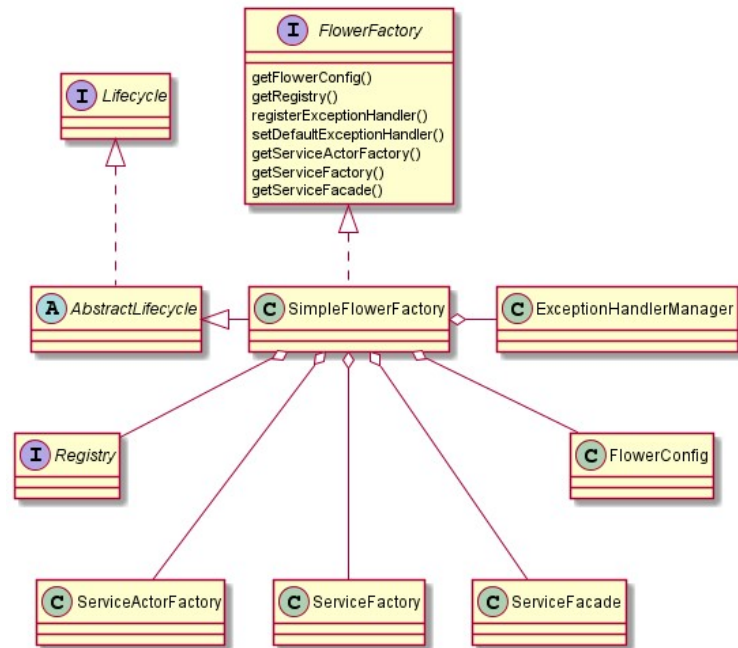 I FlowerFactory
getFlowerConfig()
getRegistry()
registerExceptionHandler()
setDefaultExceptionHandler()
getServiceActorFactory()
getServiceFactory()
getServiceFacade()
I Lifecycle
A AbstractLifecycle
C SimpleFlowerFactory
C ExceptionHandlerManager
I Registry
C FlowerConfig
C ServiceActorFactory
C ServiceFactory
C ServiceFacade